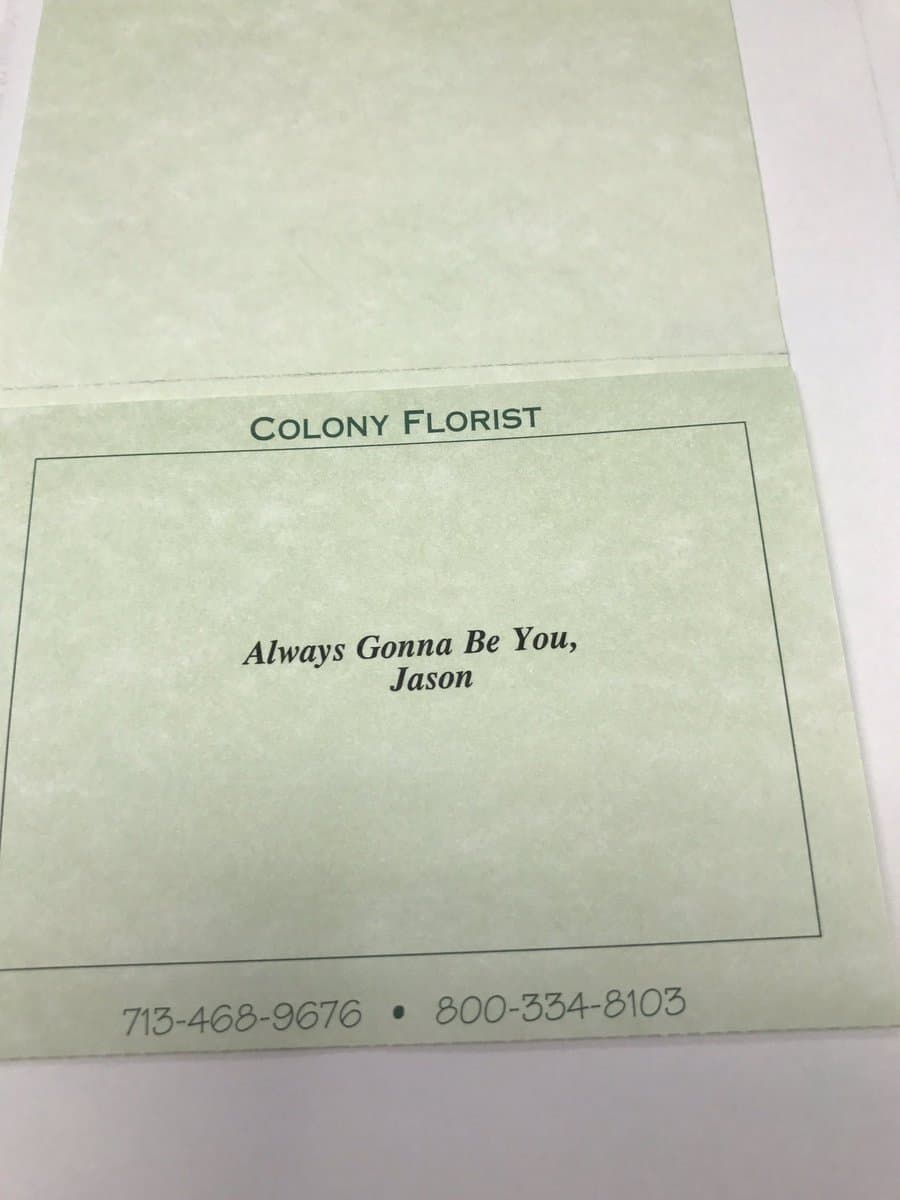 COLONY FLORIST
Always Gonna Be You,
Jason
713-468-9676 • 800-334-8103